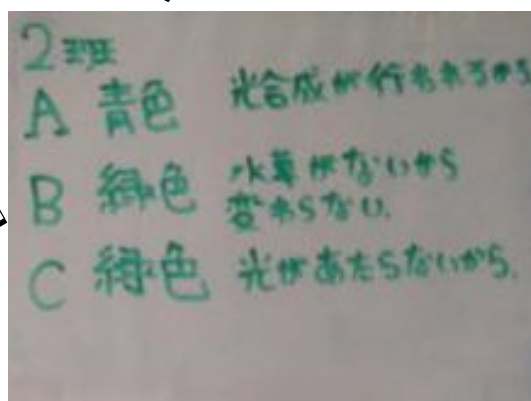 2班
A 青色 光合成が行われるから
B 緑色 水草がないから
変わらない。
C 緑色 光があたらないから。